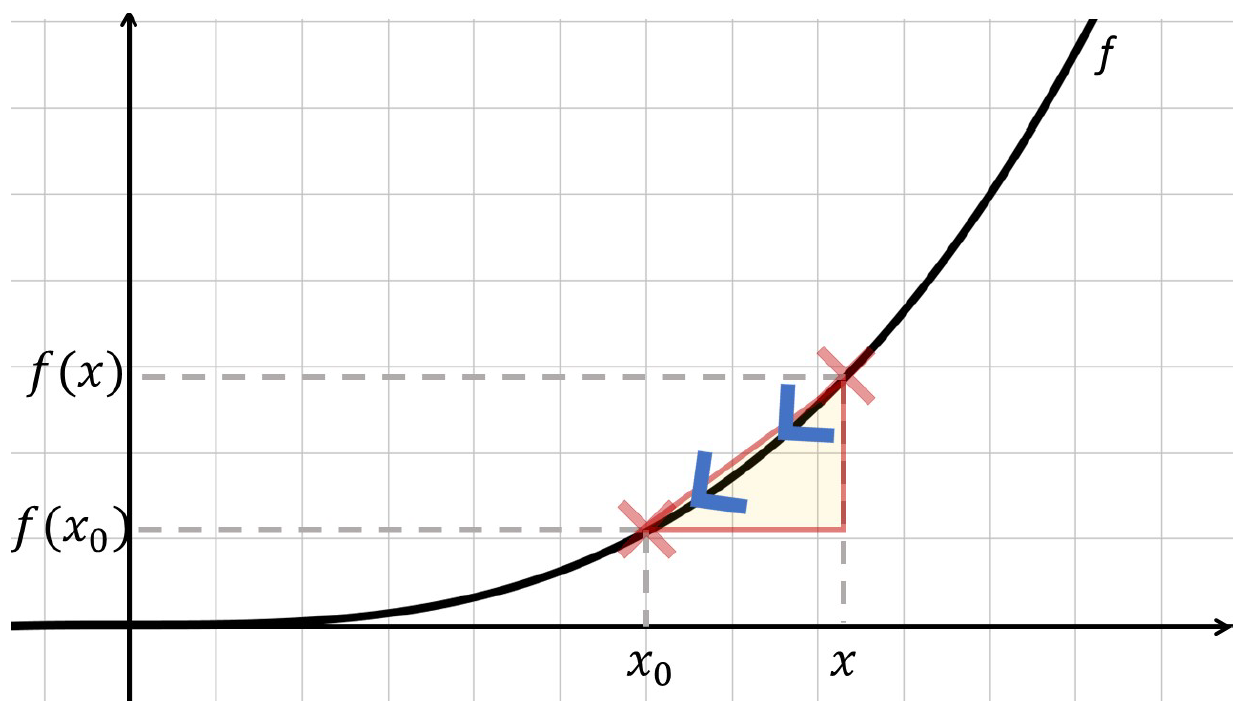 f
f(x)
f(x₀)
x₀ x